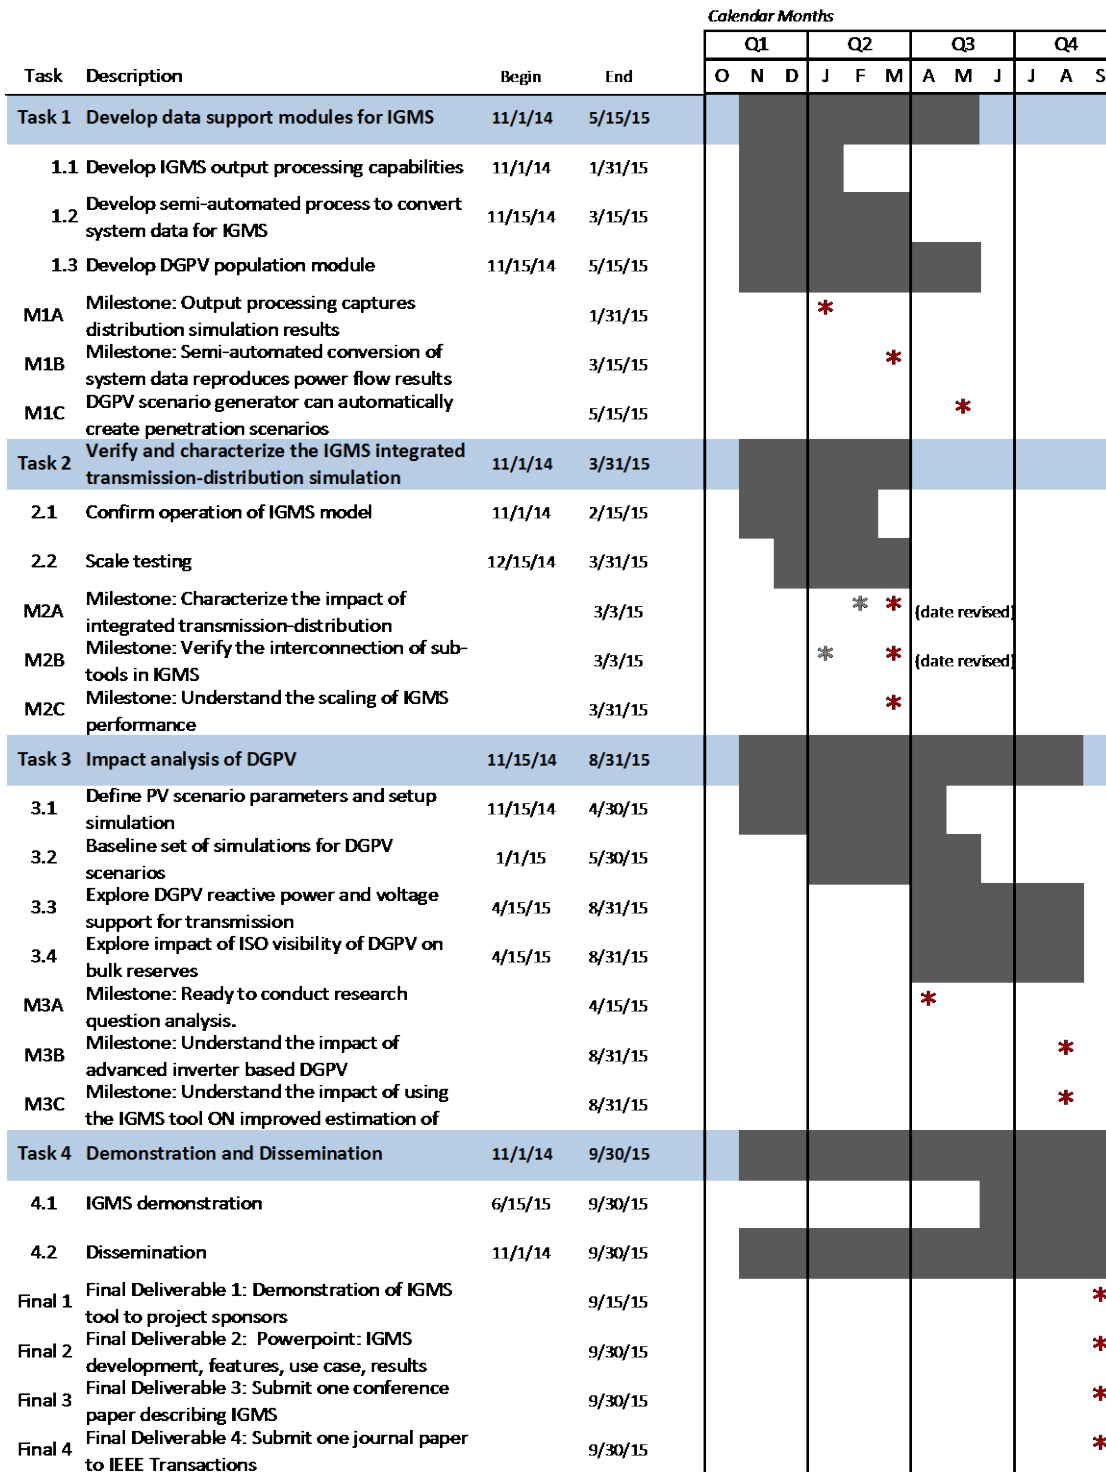 Calendar Months
Q1 Q2 Q3 Q4
Task Description Begin End O N D J F M A M J J A S
Task 1 Develop data support modules for IGMS 11/1/14 5/15/15
1.1 Develop IGMS output processing capabilities 11/1/14 1/31/15
1.2 Develop semi-automated process to convert
system data for IGMS 11/15/14 3/15/15
1.3 Develop DGPV population module 11/15/14 5/15/15
M1A Milestone: Output processing captures
distribution simulation results 1/31/15 *
M1B Milestone: Semi-automated conversion of
system data reproduces power flow results 3/15/15 *
M1C DGPV scenario generator can automatically
create penetration scenarios 5/15/15 *
Task 2 Verify and characterize the IGMS integrated
transmission-distribution simulation 11/1/14 3/31/15
2.1 Confirm operation of IGMS model 11/1/14 2/15/15
2.2 Scale testing 12/15/14 3/31/15
M2A Milestone: Characterize the impact of
integrated transmission-distribution 3/3/15 * * (date revised)
M2B Milestone: Verify the interconnection of sub-
tools in IGMS 3/3/15 * * (date revised)
M2C Milestone: Understand the scaling of IGMS
performance 3/31/15 *
Task 3 Impact analysis of DGPV 11/15/14 8/31/15
3.1 Define PV scenario parameters and setup
simulation 11/15/14 4/30/15
3.2 Baseline set of simulations for DGPV
scenarios 1/1/15 5/30/15
3.3 Explore DGPV reactive power and voltage
support for transmission 4/15/15 8/31/15
3.4 Explore impact of ISO visibility of DGPV on
bulk reserves 4/15/15 8/31/15
M3A Milestone: Ready to conduct research
question analysis. 4/15/15 *
M3B Milestone: Understand the impact of
advanced inverter based DGPV 8/31/15 *
M3C Milestone: Understand the impact of using
the IGMS tool ON improved estimation of 8/31/15 *
Task 4 Demonstration and Dissemination 11/1/14 9/30/15
4.1 IGMS demonstration 6/15/15 9/30/15
4.2 Dissemination 11/1/14 9/30/15
Final 1 Final Deliverable 1: Demonstration of IGMS
tool to project sponsors 9/15/15 *
Final 2 Final Deliverable 2: Powerpoint: IGMS
development, features, use case, results 9/30/15 *
Final 3 Final Deliverable 3: Submit one conference
paper describing IGMS 9/30/15 *
Final 4 Final Deliverable 4: Submit one journal paper
to IEEE Transactions 9/30/15 *